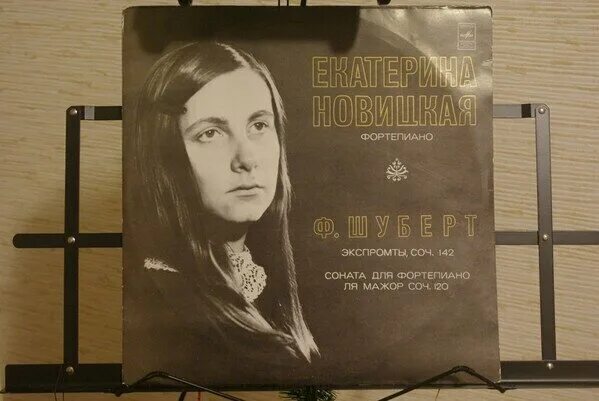 ЕКАТЕРИНА
НОВИЦКАЯ
ФОРТЕПИАНО
Ф. ШУБЕРТ
ЭКСПРОМТЫ, СОЧ. 142
СОНАТА ДЛЯ ФОРТЕПИАНО
ЛЯ МАЖОР СОЧ. 120